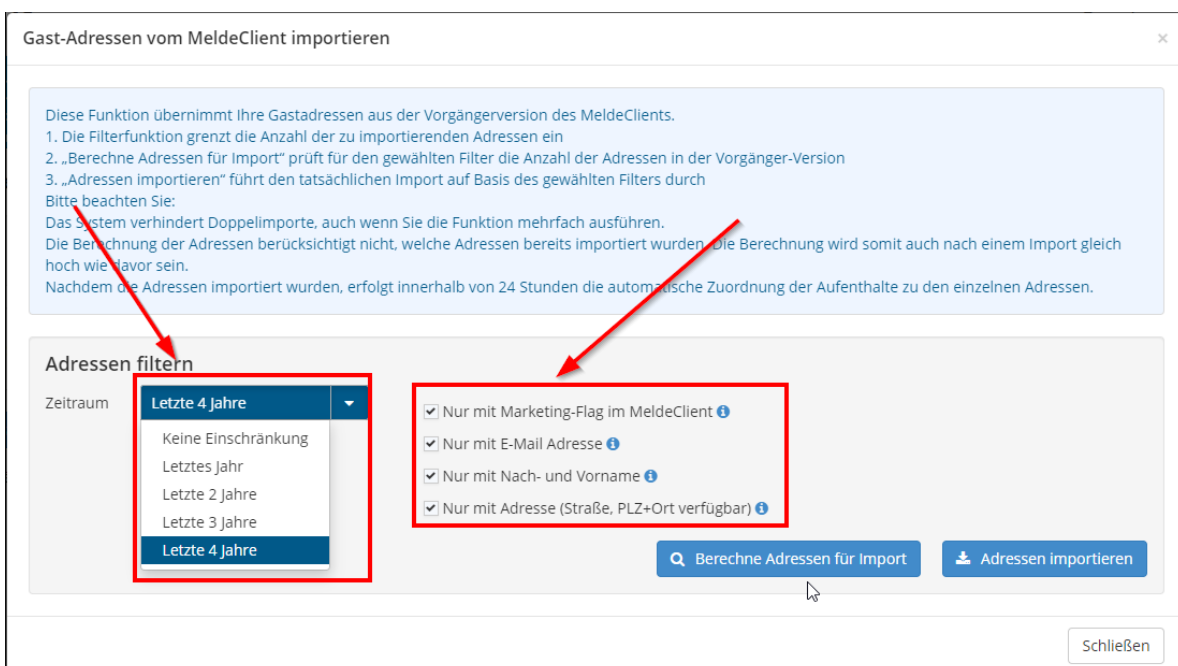 Gast-Adressen vom MeldeClient importieren
×
Diese Funktion übernimmt Ihre Gastadressen aus der Vorgängerversion des MeldeClients.
1. Die Filterfunktion grenzt die Anzahl der zu importierenden Adressen ein
2. „Berechne Adressen für Import“ prüft für den gewählten Filter die Anzahl der Adressen in der Vorgänger-Version
3. „Adressen importieren“ führt den tatsächlichen Import auf Basis des gewählten Filters durch
Bitte beachten Sie:
Das System verhindert Doppelimporte, auch wenn Sie die Funktion mehrfach ausführen.
Die Berechnung der Adressen berücksichtigt nicht, welche Adressen bereits importiert wurden. Die Berechnung wird somit auch nach einem Import gleich
hoch wie davor sein.
Nachdem die Adressen importiert wurden, erfolgt innerhalb von 24 Stunden die automatische Zuordnung der Aufenthalte zu den einzelnen Adressen.
Adressen filtern
Zeitraum
Letzte 4 Jahre
Keine Einschränkung
Letztes Jahr
Letzte 2 Jahre
Letzte 3 Jahre
Letzte 4 Jahre
Nur mit Marketing-Flag im MeldeClient
Nur mit E-Mail Adresse
Nur mit Nach- und Vorname
Nur mit Adresse (Straße, PLZ+Ort verfügbar)
Berechne Adressen für Import
Adressen importieren
Schließen